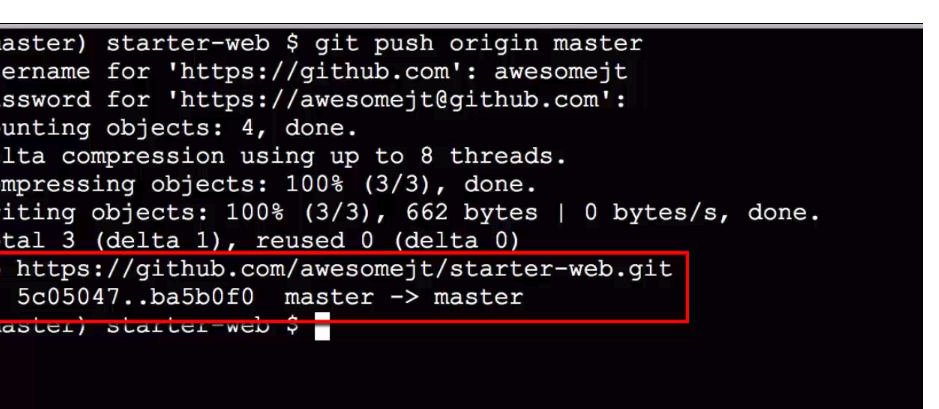 aster) starter-web $ git push origin master
ername for 'https://github.com': awesomejt
ssword for 'https://awesomejt@github.com':
unting objects: 4, done.
lta compression using up to 8 threads.
mpressing objects: 100% (3/3), done.
iting objects: 100% (3/3), 662 bytes | 0 bytes/s, done.
tal 3 (delta 1), reused 0 (delta 0)
https://github.com/awesomejt/starter-web.git
5c05047..ba5b0f0  master -> master
aster) starter-web $